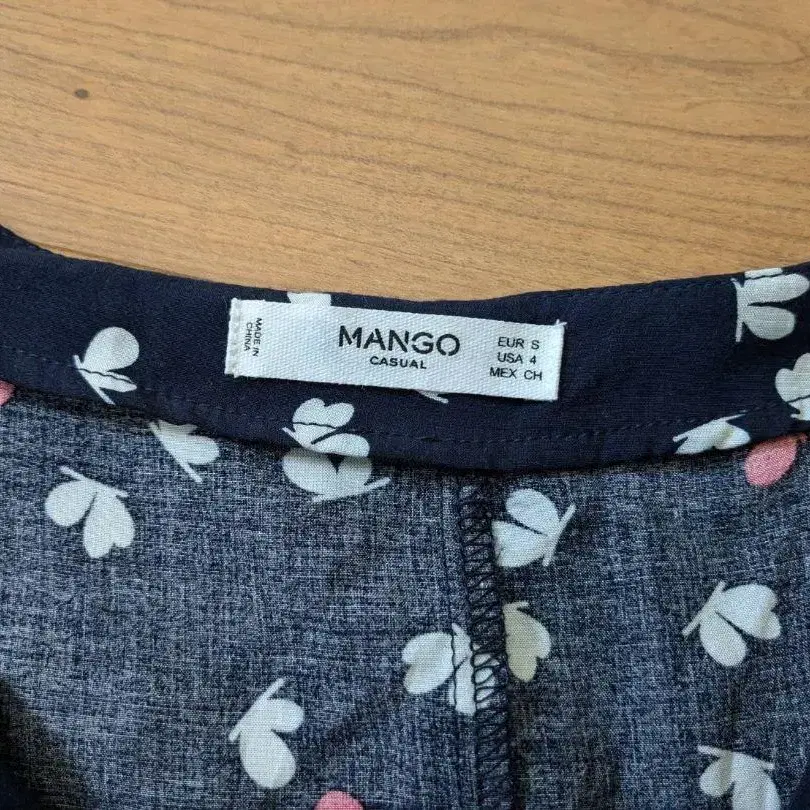 MADE IN
CHINA
MANGO
CASUAL
EUR S
USA 4
MEX CH